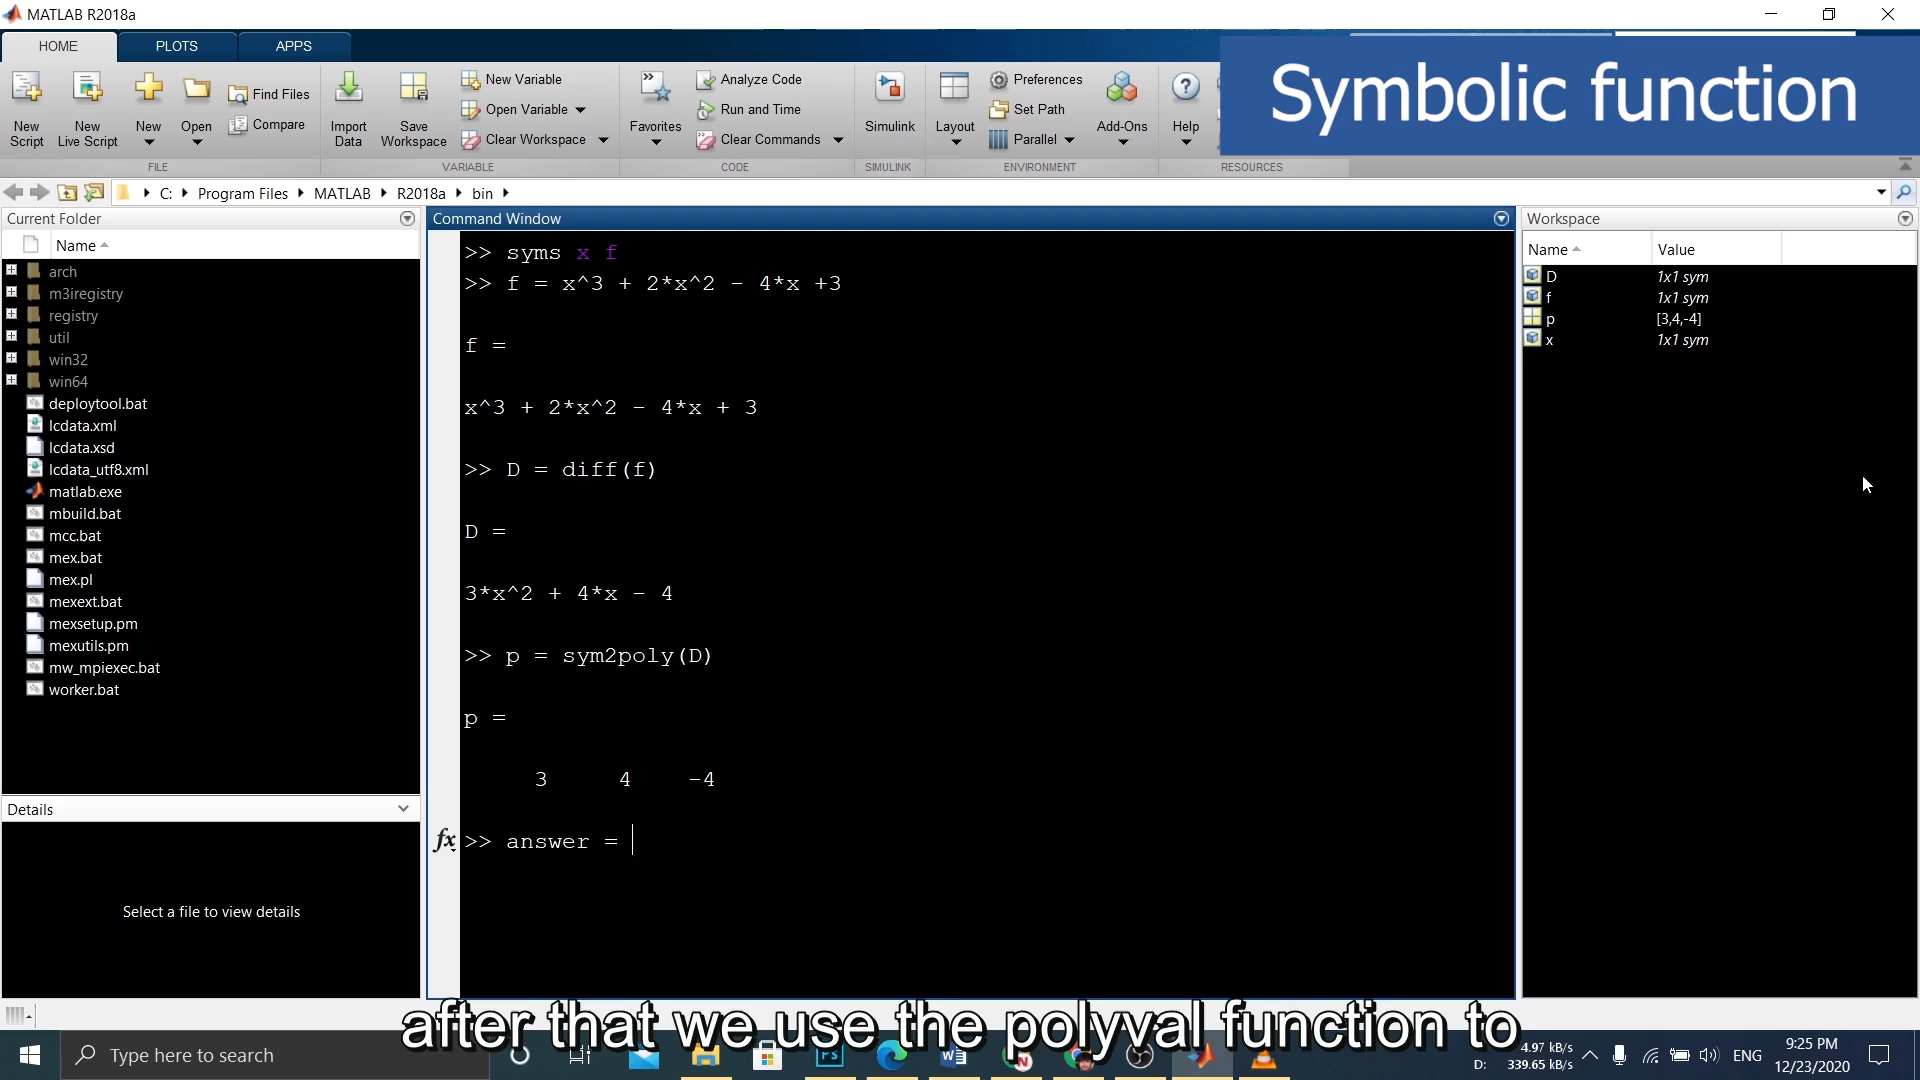 MATLAB R2018a
HOME
PLOTS
APPS
Symbolic function
New Script
New Live Script
New
Open
Find Files
Compare
Import Data
Save Workspace
New Variable
Open Variable
Clear Workspace
Favorites
Analyze Code
Run and Time
Clear Commands
Simulink
Layout
Preferences
Set Path
Parallel
Add-Ons
Help
FILE
VARIABLE
CODE
SIMULINK
ENVIRONMENT
RESOURCES
C: Program Files MATLAB R2018a bin
Current Folder
Name
arch
m3iregistry
registry
util
win32
win64
deploytool.bat
lcdata.xml
lcdata.xsd
lcdata_utf8.xml
matlab.exe
mbuild.bat
mcc.bat
mex.bat
mex.pl
mexext.bat
mexsetup.pm
mexutils.pm
mw_mpiexec.bat
worker.bat
Details
Select a file to view details
Command Window
>> syms x f
>> f = x^3 + 2*x^2 - 4*x +3
f =
x^3 + 2*x^2 - 4*x + 3
>> D = diff(f)
D =
3*x^2 + 4*x - 4
>> p = sym2poly(D)
p =
3 4 -4
fx >> answer =
Workspace
Name Value
D 1x1 sym
f 1x1 sym
p [3,4,-4]
x 1x1 sym
after that we use the polyval function to
Type here to search
4.97 kB/s
D: 339.65 kB/s
ENG
9:25 PM
12/23/2020